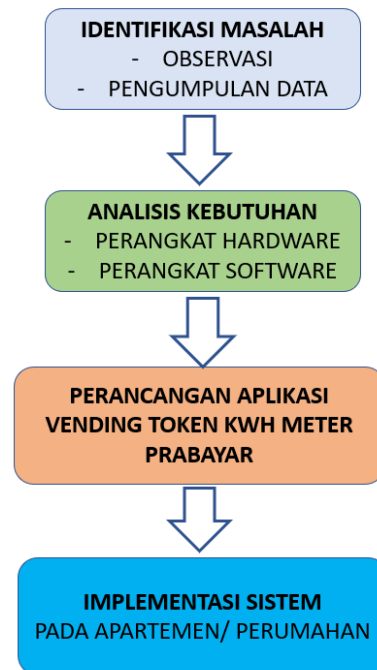 IDENTIFIKASI MASALAH
- OBSERVASI
- PENGUMPULAN DATA
ANALISIS KEBUTUHAN
- PERANGKAT HARDWARE
- PERANGKAT SOFTWARE
PERANCANGAN APLIKASI
VENDING TOKEN KWH METER
PRABAYAR
IMPLEMENTASI SISTEM
PADA APARTEMEN/ PERUMAHAN